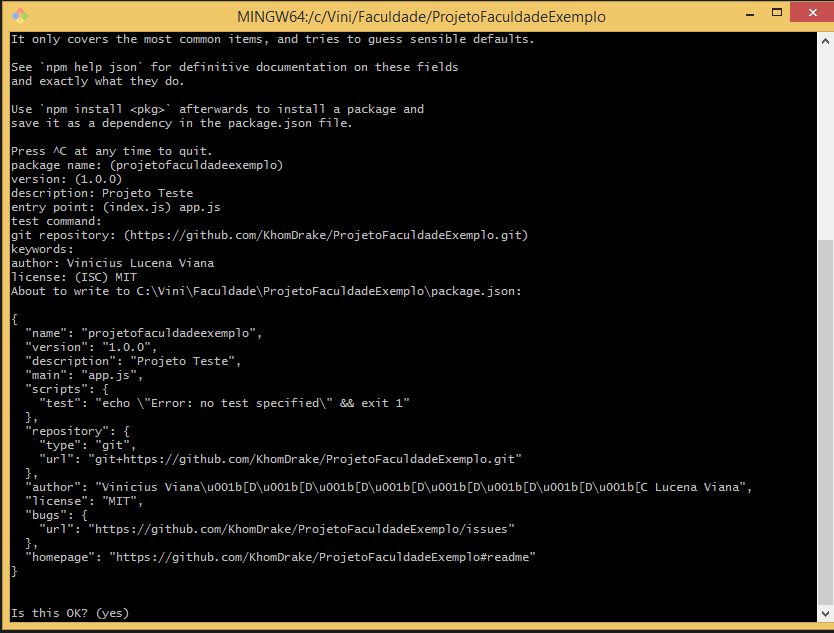 MINGW64:/c/Vini/Faculdade/ProjetoFaculdadeExemplo
It only covers the most common items, and tries to guess sensible defaults.
See `npm help json` for definitive documentation on these fields
and exactly what they do.
Use `npm install <pkg>` afterwards to install a package and
save it as a dependency in the package.json file.
Press ^C at any time to quit.
package name: (projetofaculdadeexemplo)
version: (1.0.0)
description: Projeto Teste
entry point: (index.js) app.js
test command:
git repository: (https://github.com/KhomDrake/ProjetoFaculdadeExemplo.git)
keywords:
author: Vinicius Lucena Viana
license: (ISC) MIT
About to write to C:\Vini\Faculdade\ProjetoFaculdadeExemplo\package.json:
{
  "name": "projetofaculdadeexemplo",
  "version": "1.0.0",
  "description": "Projeto Teste",
  "main": "app.js",
  "scripts": {
    "test": "echo \"Error: no test specified\" && exit 1"
  },
  "repository": {
    "type": "git",
    "url": "git+https://github.com/KhomDrake/ProjetoFaculdadeExemplo.git"
  },
  "author": "Vinicius Viana\u001b[D\u001b[D\u001b[D\u001b[D\u001b[D\u001b[D\u001b[C Lucena Viana",
  "license": "MIT",
  "bugs": {
    "url": "https://github.com/KhomDrake/ProjetoFaculdadeExemplo/issues"
  },
  "homepage": "https://github.com/KhomDrake/ProjetoFaculdadeExemplo#readme"
}
Is this OK? (yes)